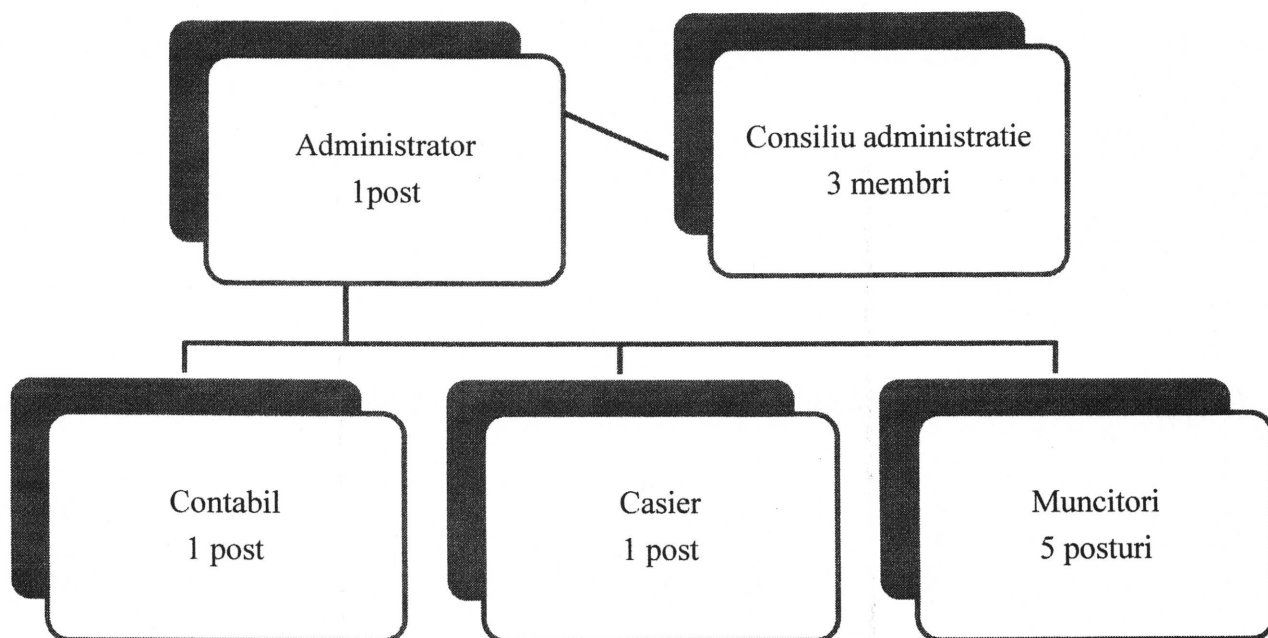 Administrator
1post
Consiliu administratie
3 membri
Contabil
1 post
Casier
1 post
Muncitori
5 posturi